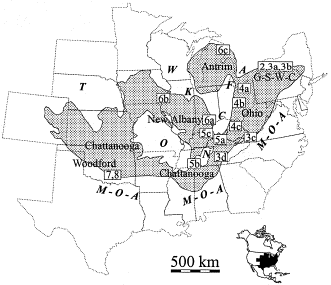 6c
W
Antrim
A
2,3a,3b
G-S-W-C
T
K
F
4a
6b
4b
Ohio
New Albany
6a
C
4c
5c
3c
Chattanooga
O
5a
M-O-A
N
3d
Woodford
5b
7,8
Chattanooga
M-O-A
M-O-A
500 km